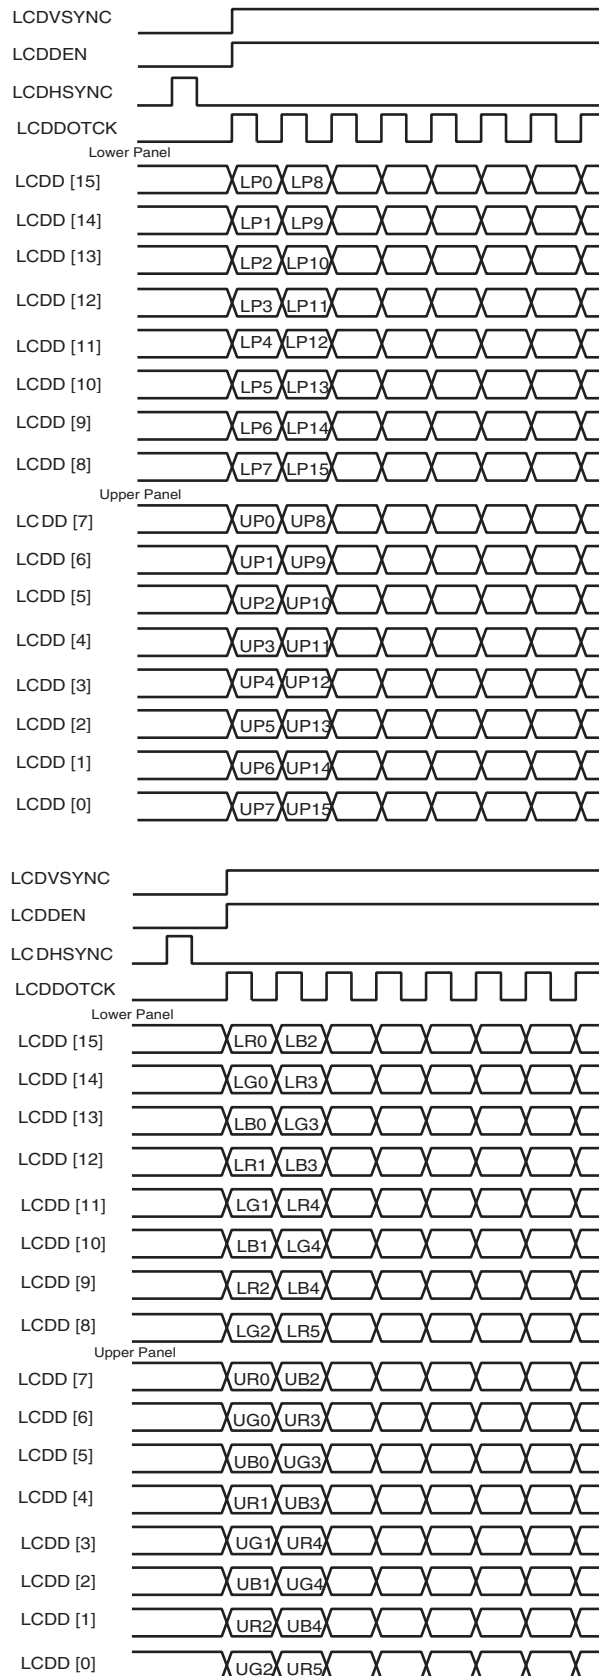 LCDVSYNC
LCDDEN
LCDHSYNC
LCDDOTCK
Lower Panel
LCDD [15] LP0 LP8
LCDD [14] LP1 LP9
LCDD [13] LP2 LP10
LCDD [12] LP3 LP11
LCDD [11] LP4 LP12
LCDD [10] LP5 LP13
LCDD [9] LP6 LP14
LCDD [8] LP7 LP15
Upper Panel
LCDD [7] UP0 UP8
LCDD [6] UP1 UP9
LCDD [5] UP2 UP10
LCDD [4] UP3 UP11
LCDD [3] UP4 UP12
LCDD [2] UP5 UP13
LCDD [1] UP6 UP14
LCDD [0] UP7 UP15
LCDVSYNC
LCDDEN
LCDHSYNC
LCDDOTCK
Lower Panel
LCDD [15] LR0 LB2
LCDD [14] LG0 LR3
LCDD [13] LB0 LG3
LCDD [12] LR1 LB3
LCDD [11] LG1 LR4
LCDD [10] LB1 LG4
LCDD [9] LR2 LB4
LCDD [8] LG2 LR5
Upper Panel
LCDD [7] UR0 UB2
LCDD [6] UG0 UR3
LCDD [5] UB0 UG3
LCDD [4] UR1 UB3
LCDD [3] UG1 UR4
LCDD [2] UB1 UG4
LCDD [1] UR2 UB4
LCDD [0] UG2 UR5